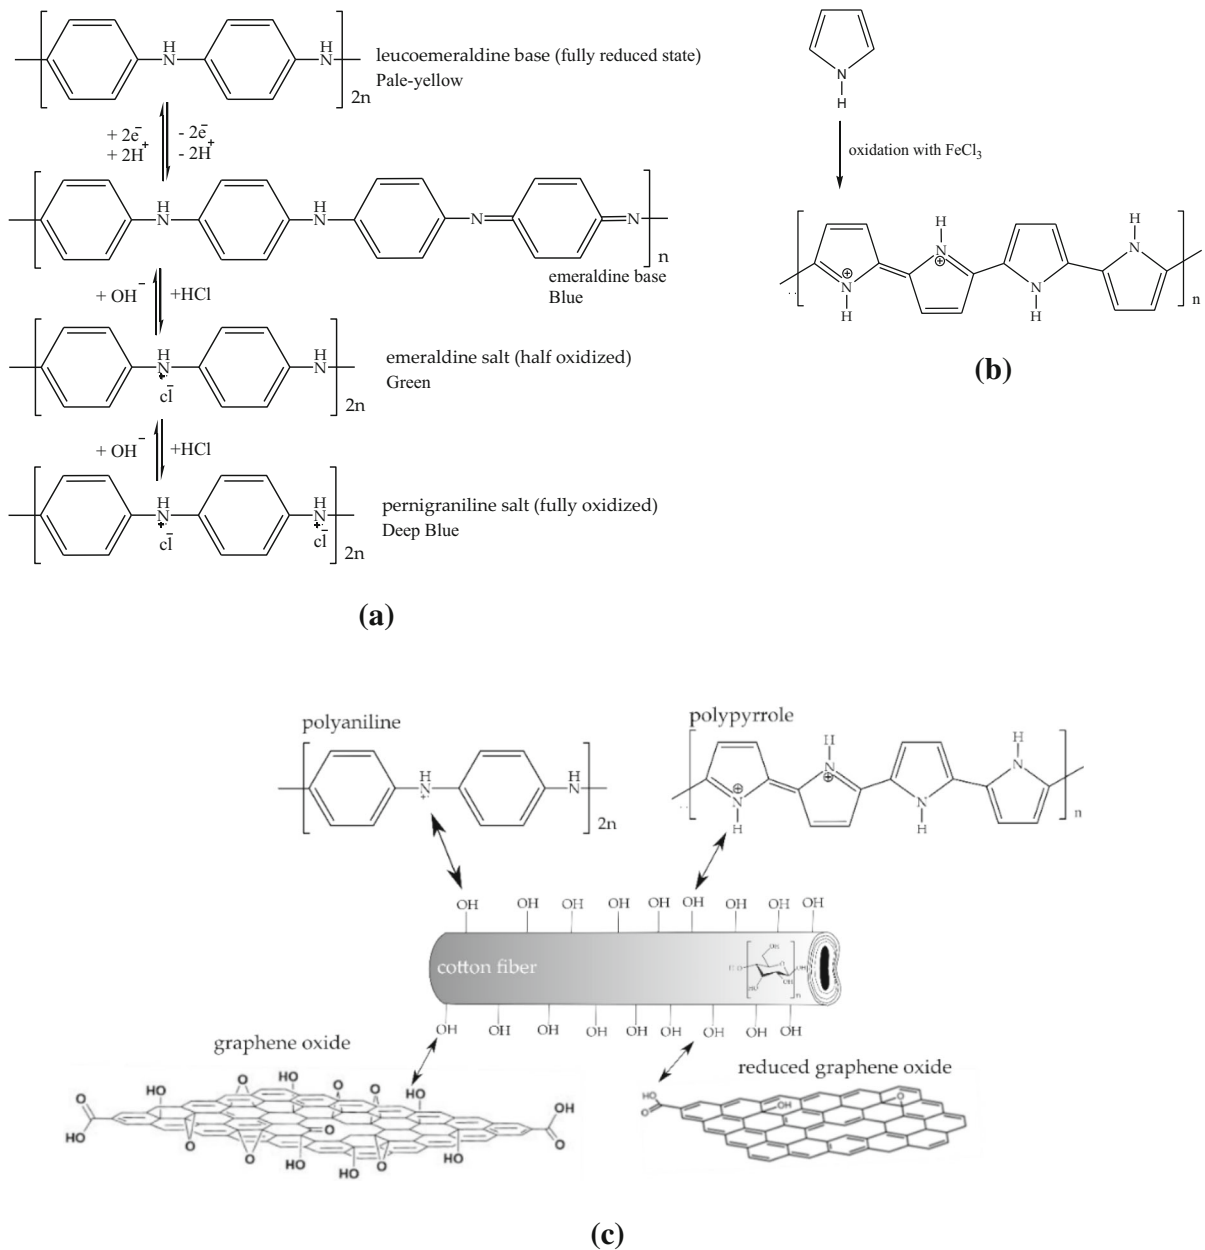 H
N
H
N
2n
leucoemeraldine base (fully reduced state)
Pale-yellow
+ 2e⁻ - 2e⁻
+ 2H⁺ - 2H⁺
H
N
H
N
N
N
n
emeraldine base
Blue
+ OH⁻ +HCl
H
N
+·
cl⁻
H
N
2n
emeraldine salt (half oxidized)
Green
+ OH⁻ +HCl
H
N
+·
cl⁻
H
N
+·
cl⁻
2n
pernigraniline salt (fully oxidized)
Deep Blue
(a)
N
H
oxidation with FeCl₃
N
⊕
H
H
N
⊕
N
H
H
N
n
(b)
polyaniline
H
N
+·
H
N
2n
polypyrrole
⊕
N
H
H
N
⊕
N
H
H
N
n
OH OH OH OH OH OH OH OH OH
cotton fiber
OH
O
HO
OH
OH
n
OH OH OH OH OH OH OH OH OH
graphene oxide
HO
O
HO
O
HO
O
O
HO
OH
O
O
O
O
HO
HO
O
HO
reduced graphene oxide
HO
O
OH
O
(c)